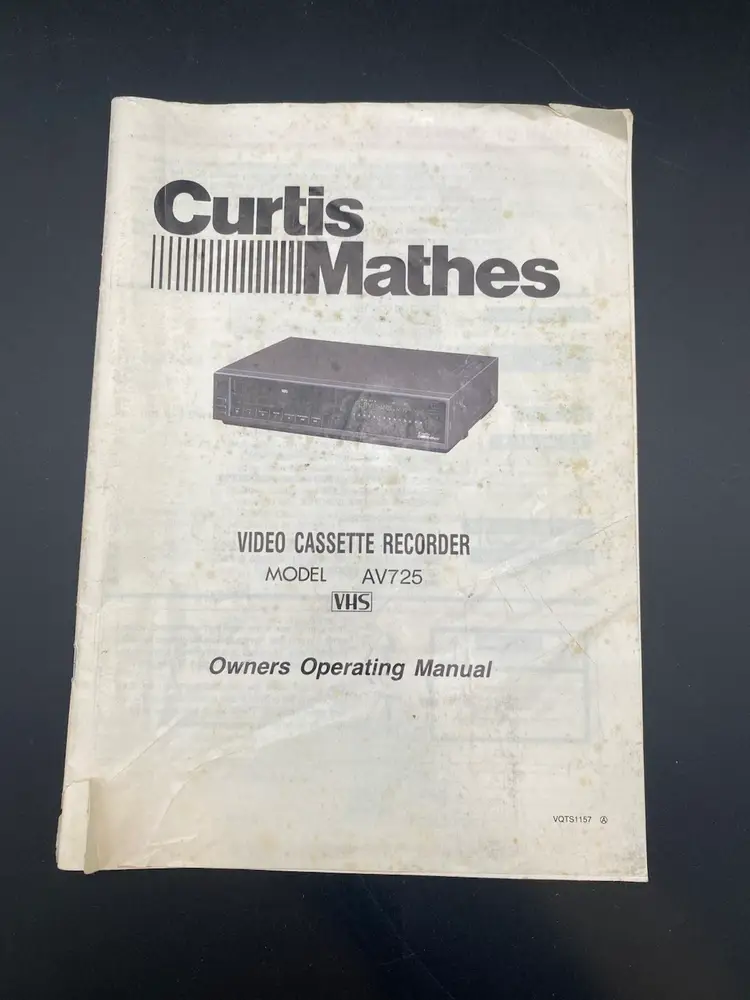 Curtis
Mathes
VIDEO CASSETTE RECORDER
MODEL AV725
VHS
Owners Operating Manual
VQTS1157 Ⓐ